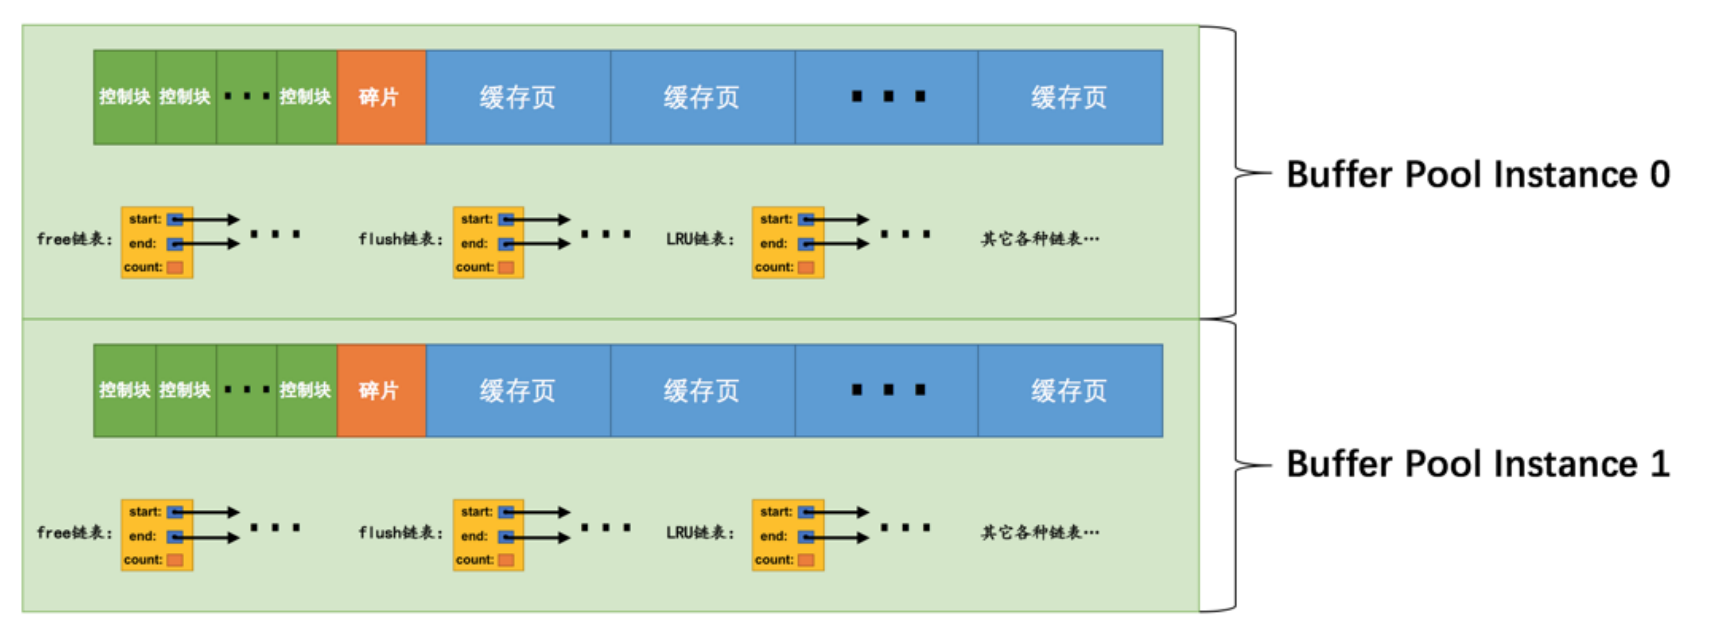 控制块 控制块 ··· 控制块 碎片 缓存页 缓存页 ··· 缓存页
Buffer Pool Instance 0
free链表: start: end: count: ···
flush链表: start: end: count: ···
LRU链表: start: end: count: ···
其它各种链表···
控制块 控制块 ··· 控制块 碎片 缓存页 缓存页 ··· 缓存页
Buffer Pool Instance 1
free链表: start: end: count: ···
flush链表: start: end: count: ···
LRU链表: start: end: count: ···
其它各种链表···